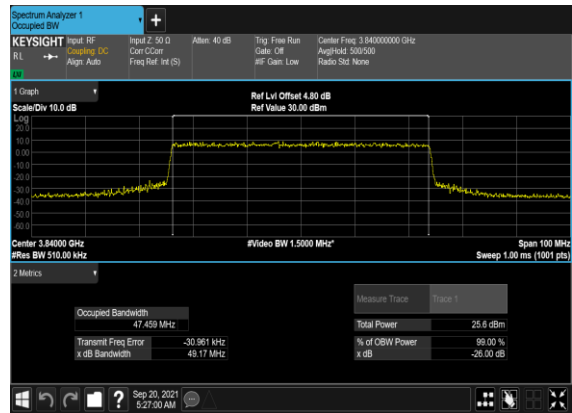 Spectrum Analyzer 1
Occupied BW
KEYSIGHT Input: RF Input Z: 50 Ω Atten: 40 dB Trig: Free Run Center Freq: 3.840000000 GHz
RL Coupling: DC Corr CCorr Gate: Off Avg|Hold: 500/500
Align: Auto Freq Ref: Int (S) #IF Gain: Low Radio Std: None
1 Graph
Scale/Div 10.0 dB Ref Lvl Offset 4.80 dB
Ref Value 30.00 dBm
Log
20.0
10.0
0.00
-10.0
-20.0
-30.0
-40.0
-50.0
-60.0
Center 3.84000 GHz #Video BW 1.5000 MHz* Span 100 MHz
#Res BW 510.00 kHz Sweep 1.00 ms (1001 pts)
2 Metrics
Measure Trace Trace 1
Occupied Bandwidth
47.459 MHz Total Power 25.6 dBm
Transmit Freq Error -30.961 kHz % of OBW Power 99.00 %
x dB Bandwidth 49.17 MHz x dB -26.00 dB
? Sep 20, 2021
5:27:00 AM